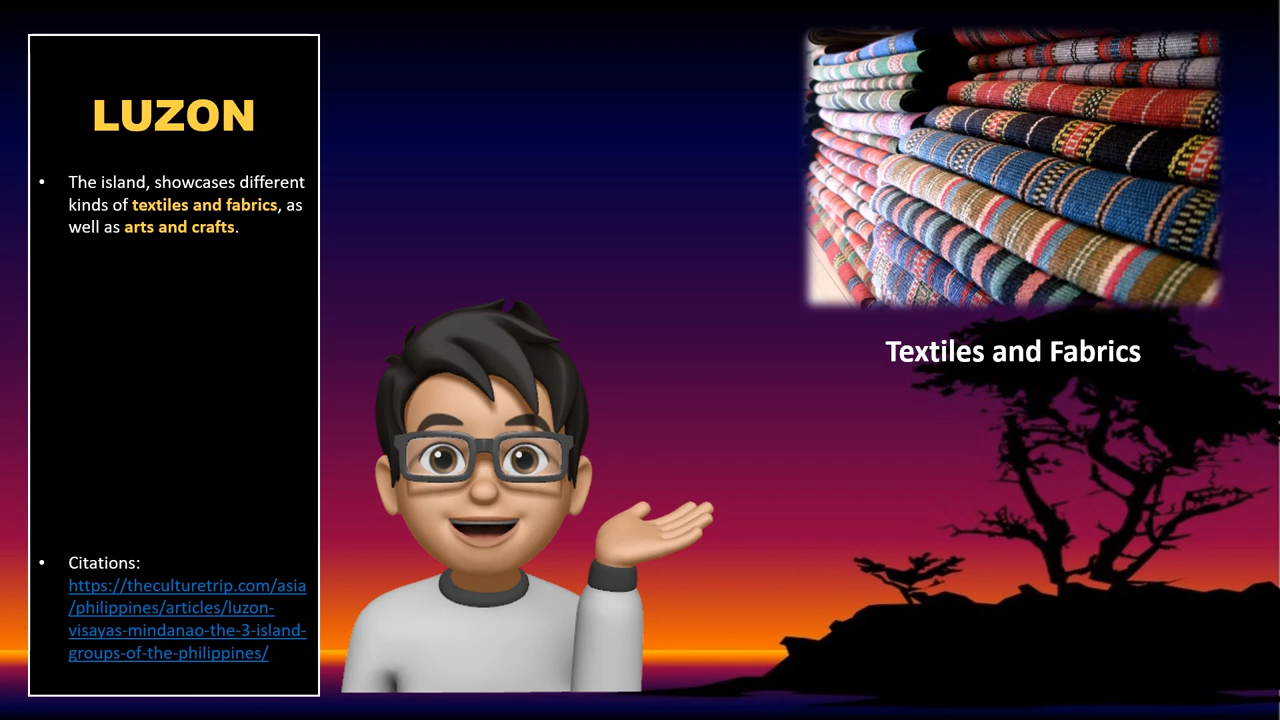 LUZON
• The island, showcases different
kinds of textiles and fabrics, as
well as arts and crafts.
• Citations:
https://theculturetrip.com/asia
/philippines/articles/luzon-
visayas-mindanao-the-3-island-
groups-of-the-philippines/
Textiles and Fabrics